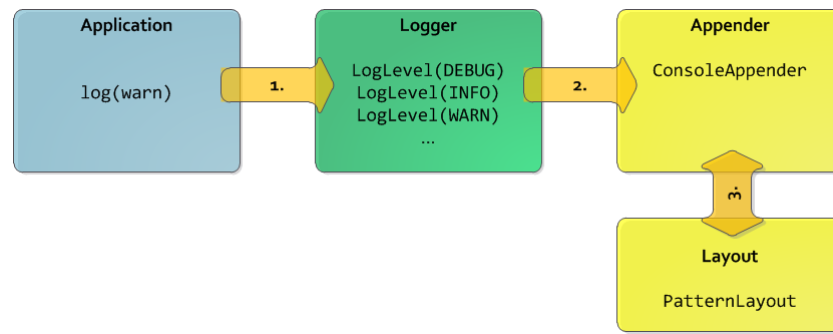 Application
log(warn)
1.
Logger
LogLevel(DEBUG)
LogLevel(INFO)
LogLevel(WARN)
…
2.
Appender
ConsoleAppender
3.
Layout
PatternLayout